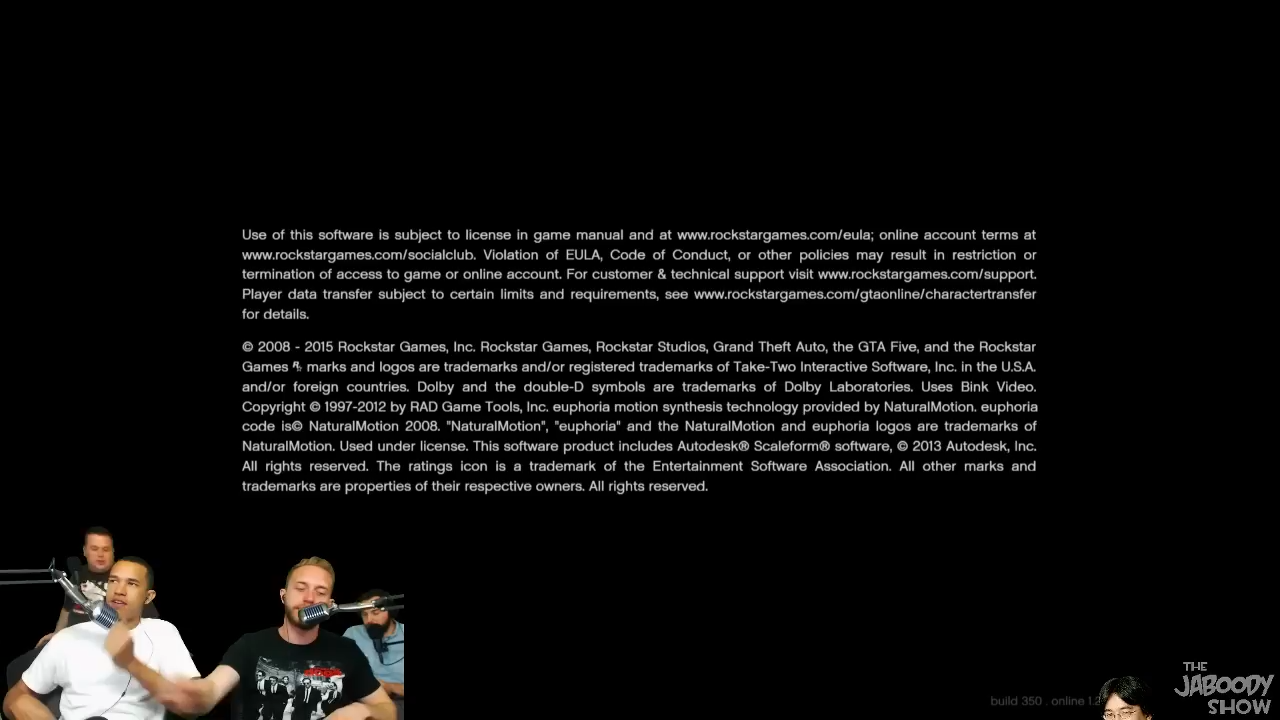 Use of this software is subject to license in game manual and at www.rockstargames.com/eula; online account terms at
www.rockstargames.com/socialclub. Violation of EULA, Code of Conduct, or other policies may result in restriction or
termination of access to game or online account. For customer & technical support visit www.rockstargames.com/support.
Player data transfer subject to certain limits and requirements, see www.rockstargames.com/gtaonline/charactertransfer
for details.
© 2008 - 2015 Rockstar Games, Inc. Rockstar Games, Rockstar Studios, Grand Theft Auto, the GTA Five, and the Rockstar
Games R* marks and logos are trademarks and/or registered trademarks of Take-Two Interactive Software, Inc. in the U.S.A.
and/or foreign countries. Dolby and the double-D symbols are trademarks of Dolby Laboratories. Uses Bink Video.
Copyright © 1997-2012 by RAD Game Tools, Inc. euphoria motion synthesis technology provided by NaturalMotion. euphoria
code is© NaturalMotion 2008. "NaturalMotion", "euphoria" and the NaturalMotion and euphoria logos are trademarks of
NaturalMotion. Used under license. This software product includes Autodesk® Scaleform® software, © 2013 Autodesk, Inc.
All rights reserved. The ratings icon is a trademark of the Entertainment Software Association. All other marks and
trademarks are properties of their respective owners. All rights reserved.
build 350 . online 1.2
THE
JABOODY
SHOW